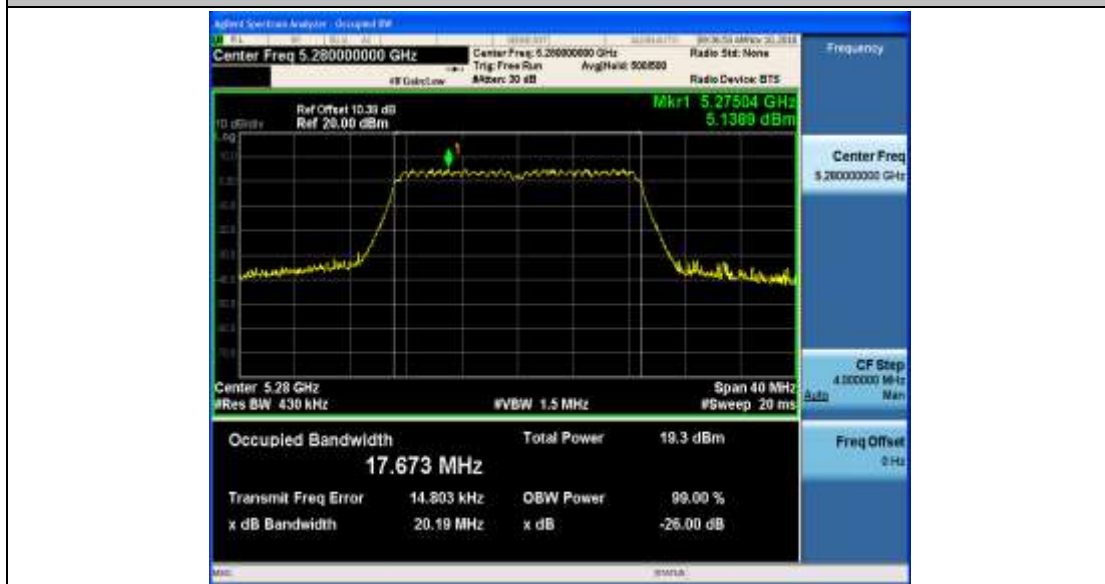 Agilent Spectrum Analyzer - Occupied BW
Center Freq 5.280000000 GHz
Center Freq: 5.280000000 GHz
Radio Std: None
Trig: Free Run
Avg|Hold: 500/500
#IFGain:Low
#Atten: 30 dB
Radio Device: BTS
Frequency
Ref Offset 10.39 dB
Mkr1 5.27504 GHz
10 dB/div
Ref 20.00 dBm
5.1389 dBm
Log
1
Center Freq
5.280000000 GHz
Center 5.28 GHz
Span 40 MHz
#Res BW 430 kHz
#VBW 1.5 MHz
#Sweep 20 ms
CF Step
4.000000 MHz
Auto
Man
Occupied Bandwidth
Total Power
19.3 dBm
17.673 MHz
Freq Offset
0 Hz
Transmit Freq Error
14.803 kHz
OBW Power
99.00 %
x dB Bandwidth
20.19 MHz
x dB
-26.00 dB
MSG
STATUS